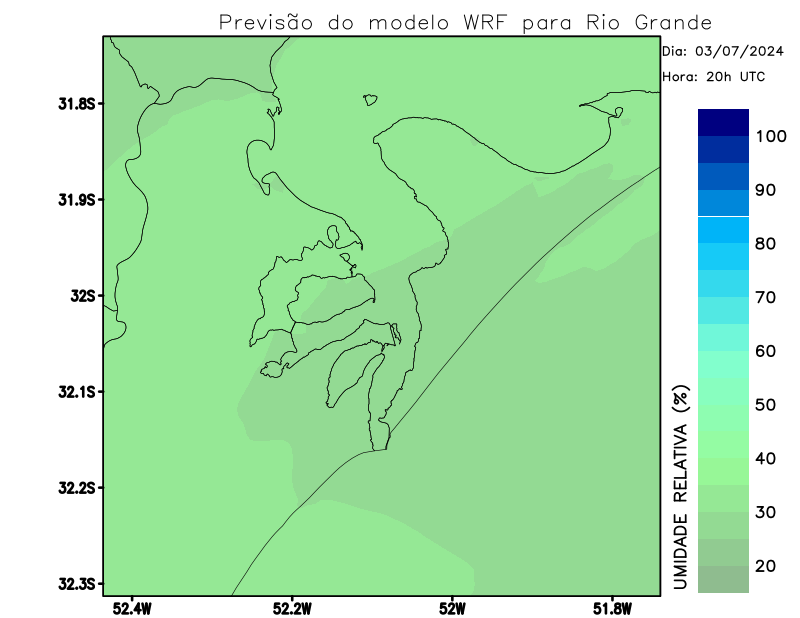 Previsão do modelo WRF para Rio Grande
Dia: 03/07/2024
Hora: 20h UTC
31.8S
31.9S
32S
32.1S
32.2S
32.3S
52.4W
52.2W
52W
51.8W
100
90
80
70
60
50
40
30
20
UMIDADE RELATIVA (%)